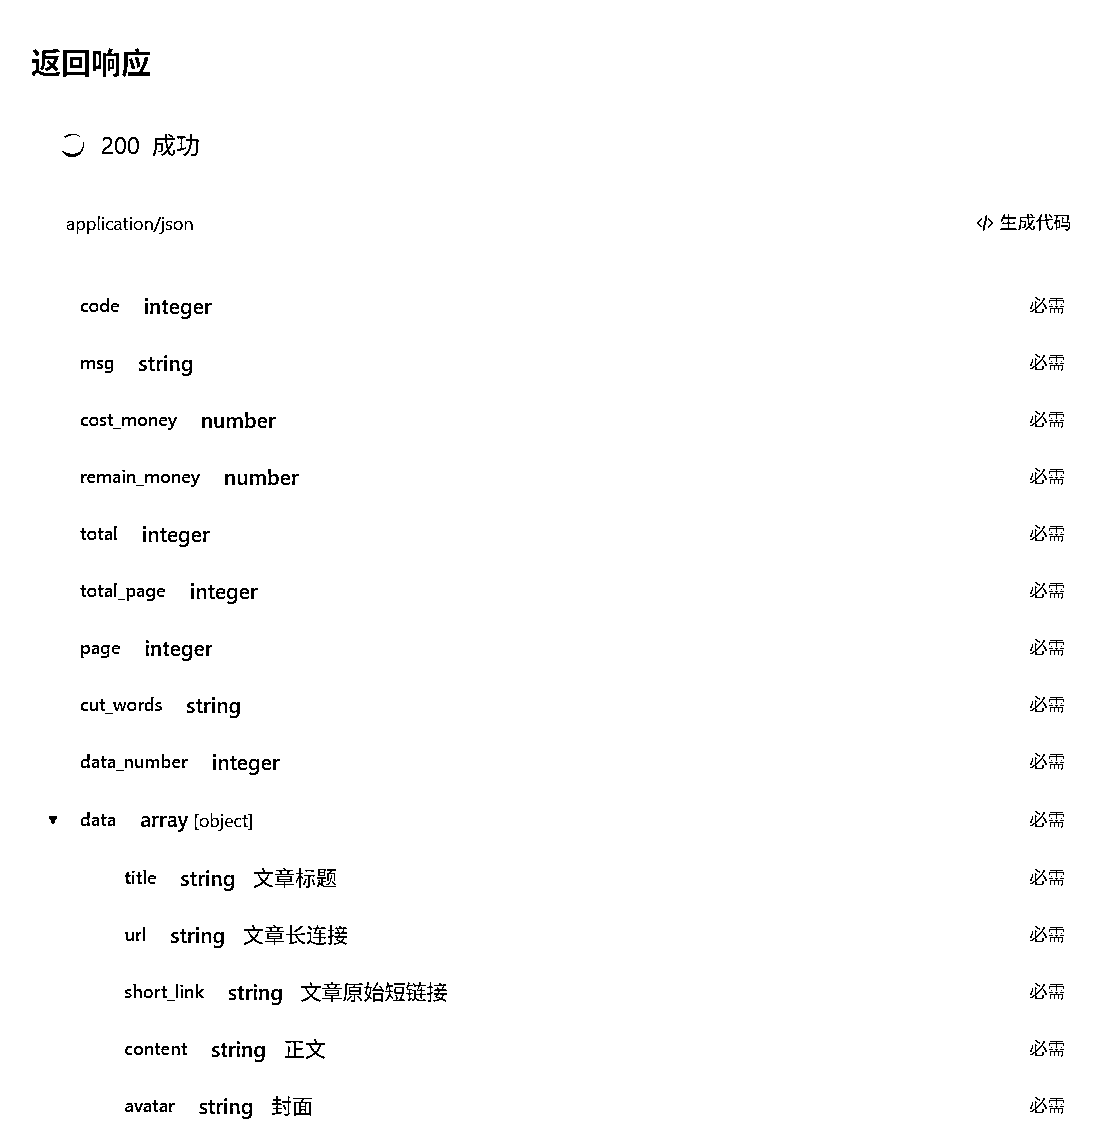 返回响应
200 成功
application/json 生成代码
code integer 必需
msg string 必需
cost_money number 必需
remain_money number 必需
total integer 必需
total_page integer 必需
page integer 必需
cut_words string 必需
data_number integer 必需
data array [object] 必需
title string 文章标题 必需
url string 文章长连接 必需
short_link string 文章原始短链接 必需
content string 正文 必需
avatar string 封面 必需